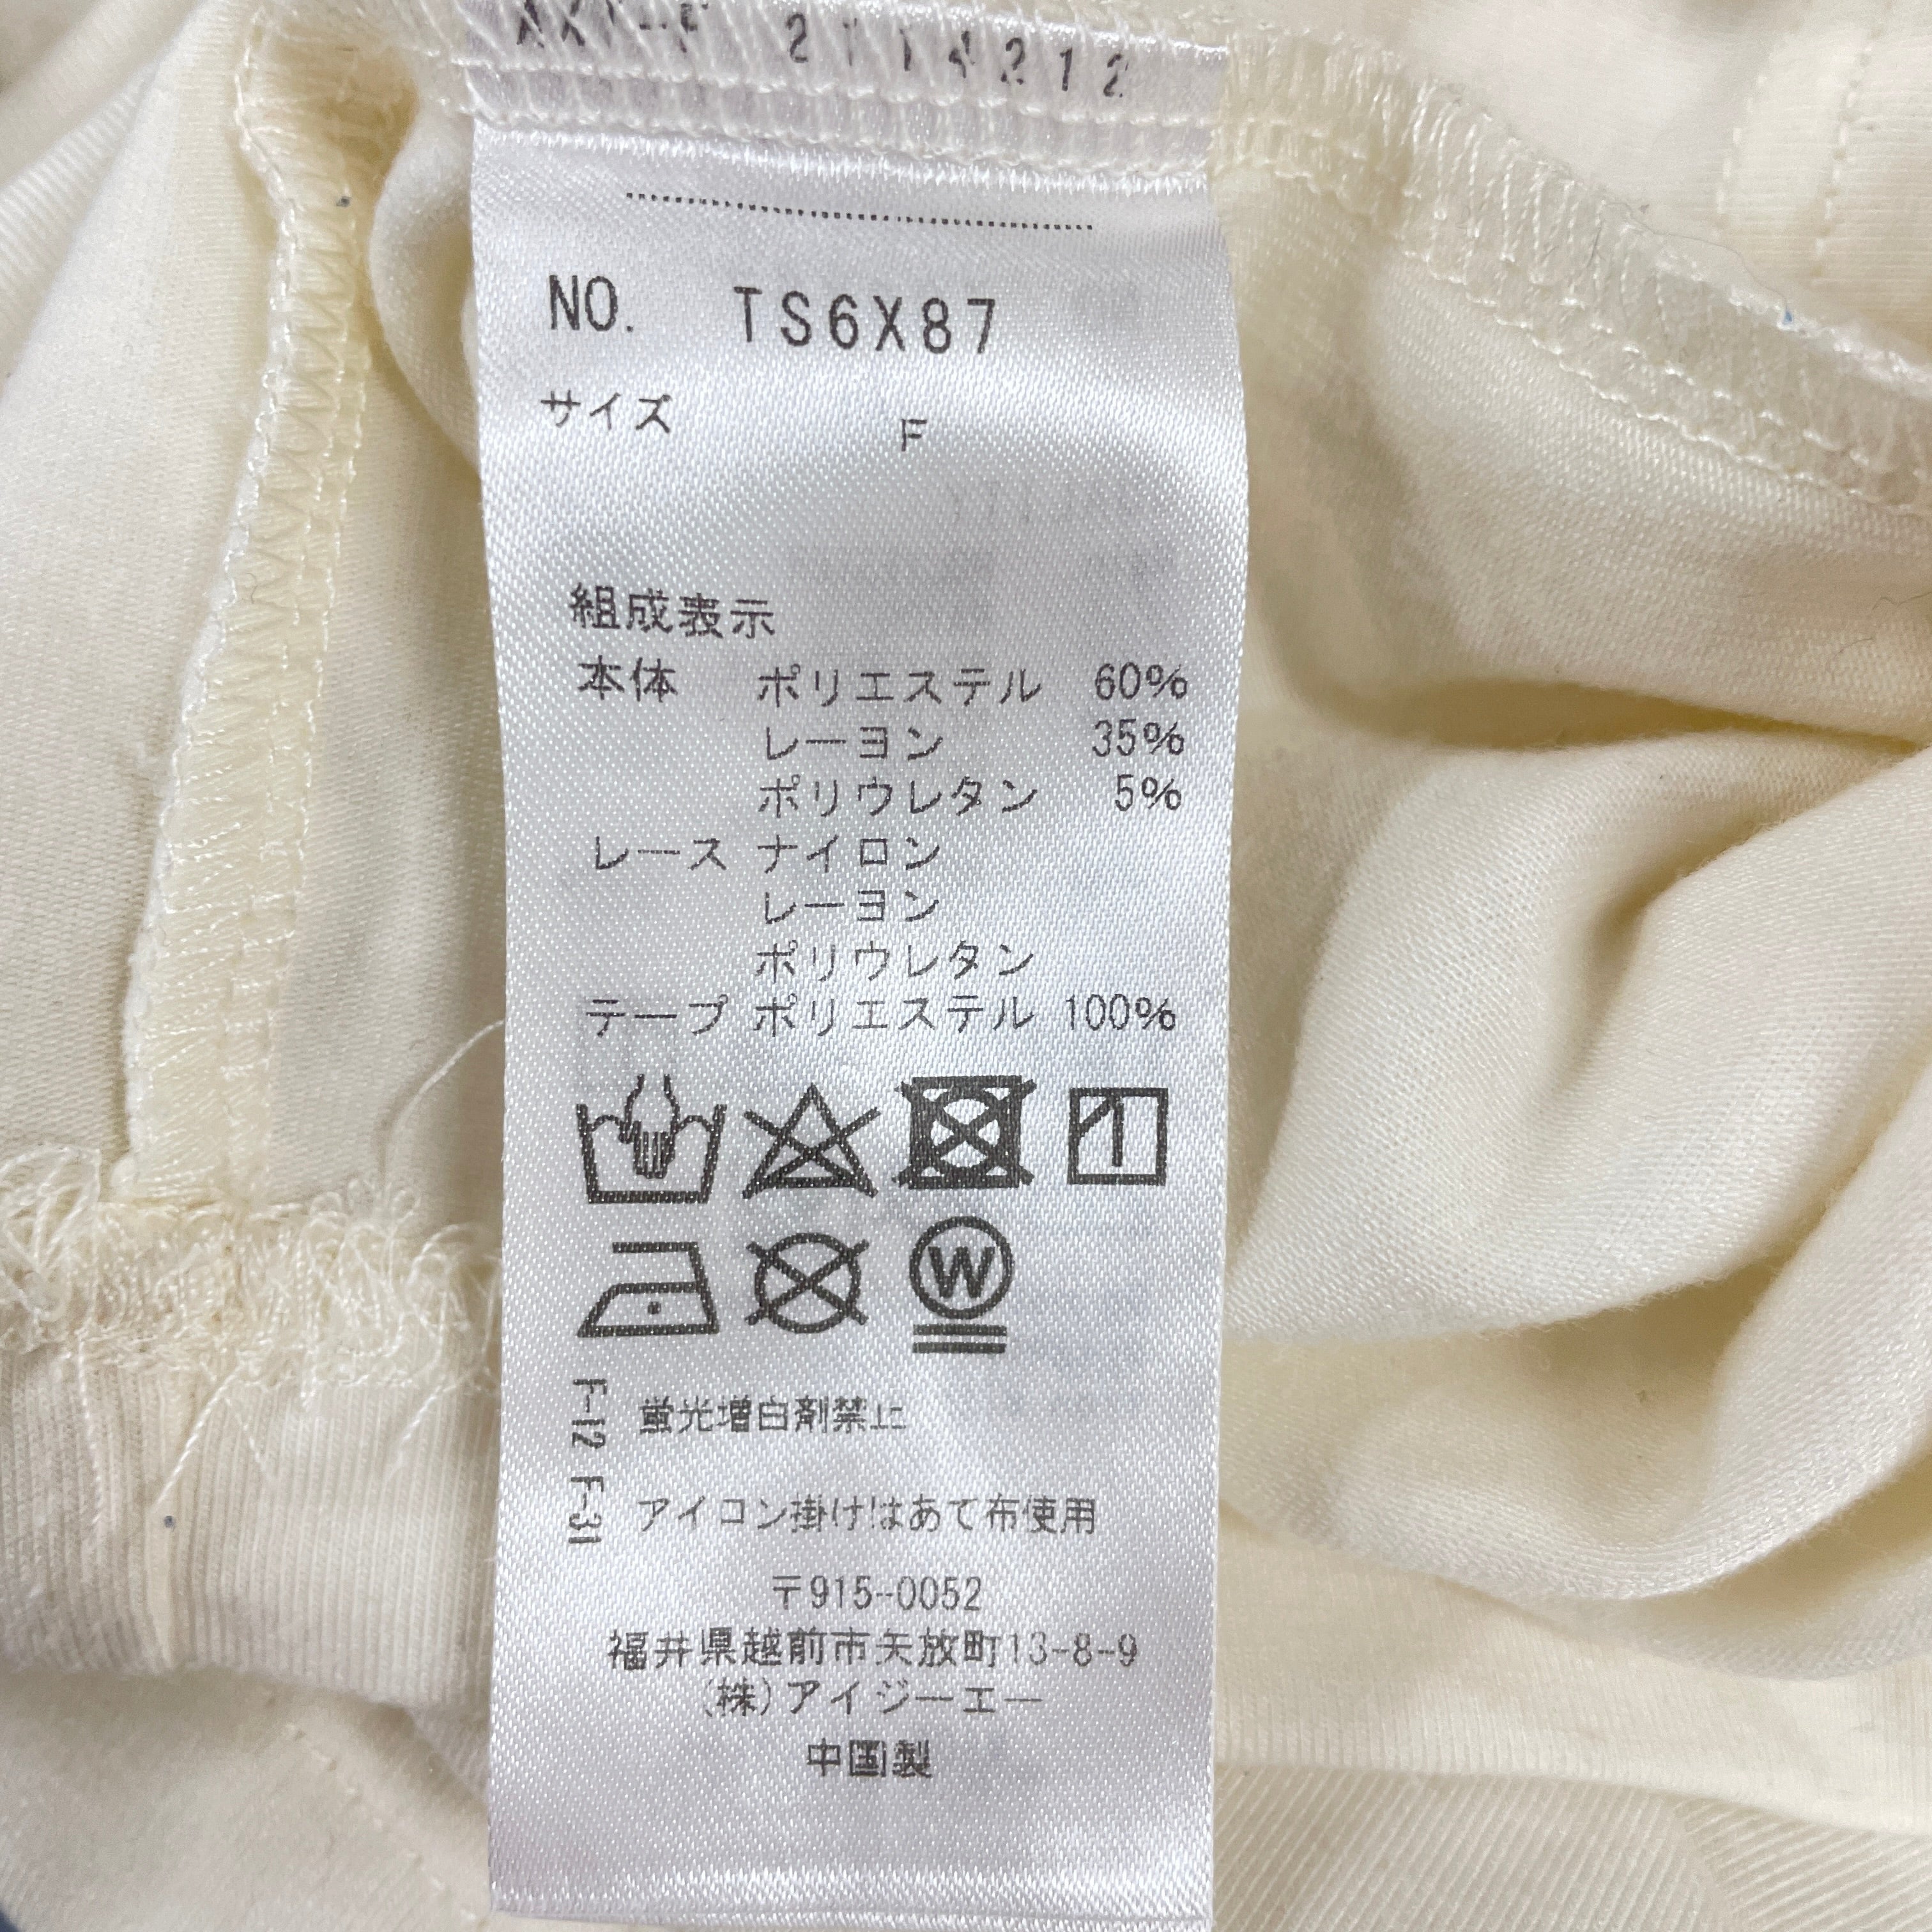 2114212
NO. TS6X87
サイズ F
組成表示
本体 ポリエステル 60%
レーヨン 35%
ポリウレタン 5%
レース ナイロン
レーヨン
ポリウレタン
テープ ポリエステル 100%
W
F-12 蛍光増白剤禁止
F-31 アイコン掛けはあて布使用
〒915-0052
福井県越前市矢放町13-8-9
(株)アイジーエー
中国製